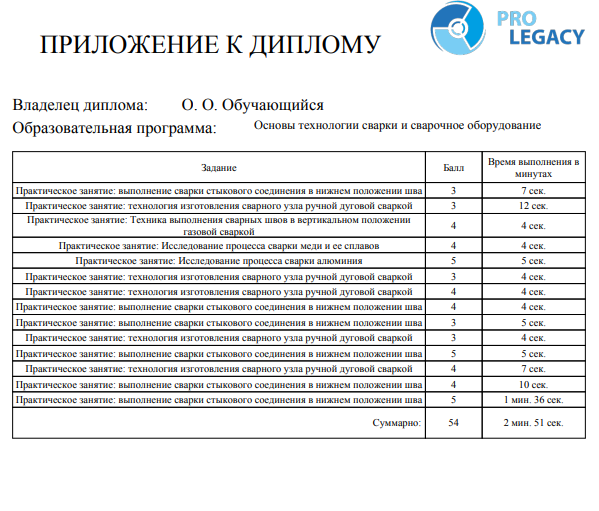 ПРИЛОЖЕНИЕ К ДИПЛОМУ
PRO
LEGACY
Владелец диплома: О. О. Обучающийся
Образовательная программа: Основы технологии сварки и сварочное оборудование
Задание Балл Время выполнения в
минутах
Практическое занятие: выполнение сварки стыкового соединения в нижнем положении шва 3 7 сек.
Практическое занятие: технология изготовления сварного узла ручной дуговой сваркой 3 12 сек.
Практическое занятие: Техника выполнения сварных швов в вертикальном положении
газовой сваркой 4 4 сек.
Практическое занятие: Исследование процесса сварки меди и ее сплавов 4 4 сек.
Практическое занятие: Исследование процесса сварки алюминия 5 5 сек.
Практическое занятие: технология изготовления сварного узла ручной дуговой сваркой 3 4 сек.
Практическое занятие: технология изготовления сварного узла ручной дуговой сваркой 4 4 сек.
Практическое занятие: выполнение сварки стыкового соединения в нижнем положении шва 4 4 сек.
Практическое занятие: выполнение сварки стыкового соединения в нижнем положении шва 3 5 сек.
Практическое занятие: технология изготовления сварного узла ручной дуговой сваркой 3 4 сек.
Практическое занятие: выполнение сварки стыкового соединения в нижнем положении шва 5 5 сек.
Практическое занятие: технология изготовления сварного узла ручной дуговой сваркой 4 7 сек.
Практическое занятие: выполнение сварки стыкового соединения в нижнем положении шва 4 10 сек.
Практическое занятие: выполнение сварки стыкового соединения в нижнем положении шва 5 1 мин. 36 сек.
Суммарно: 54 2 мин. 51 сек.